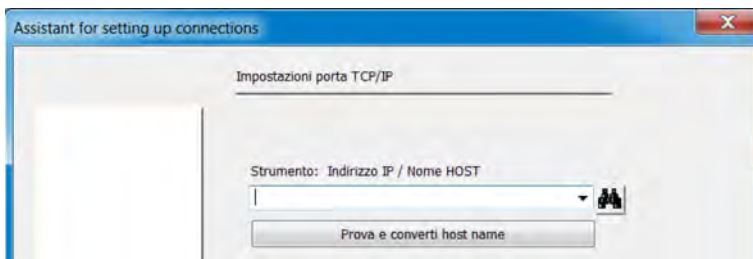 Assistant for setting up connections
Impostazioni porta TCP/IP
Strumento: Indirizzo IP / Nome HOST
Prova e converti host name